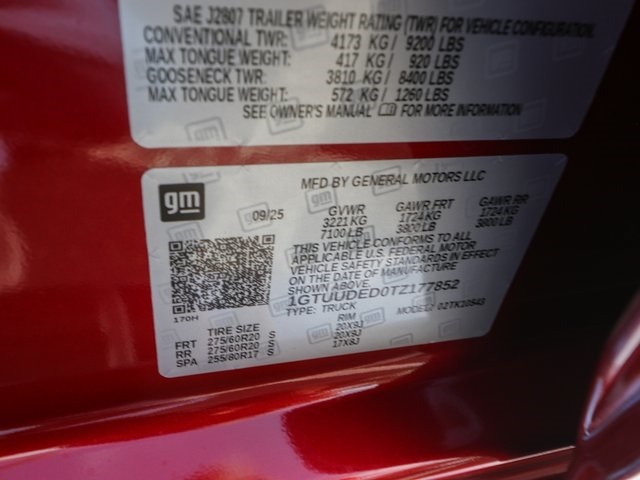 SAE J2807 TRAILER WEIGHT RATING (TWR) FOR VEHICLE CONFIGURATION:
CONVENTIONAL TWR: 4173 KG / 9200 LBS
MAX TONGUE WEIGHT: 417 KG / 920 LBS
GOOSENECK TWR: 3810 KG / 8400 LBS
MAX TONGUE WEIGHT: 572 KG / 1260 LBS
SEE OWNER'S MANUAL FOR MORE INFORMATION
gm
MFD BY GENERAL MOTORS LLC
09/25 GVWR GAWR FRT GAWR RR
3221 KG 1724 KG 1724 KG
7100 LB 3800 LB 3800 LB
THIS VEHICLE CONFORMS TO ALL
APPLICABLE U.S. FEDERAL MOTOR
VEHICLE SAFETY STANDARDS IN EFFECT
ON THE DATE OF MANUFACTURE
SHOWN ABOVE.
1GTUUDED0TZ177852
TYPE: TRUCK MODEL: 02TK10543
170H
TIRE SIZE RIM
FRT 275/60R20 S 20X9J
RR 275/60R20 S 20X9J
SPA 255/80R17 S 17X8J